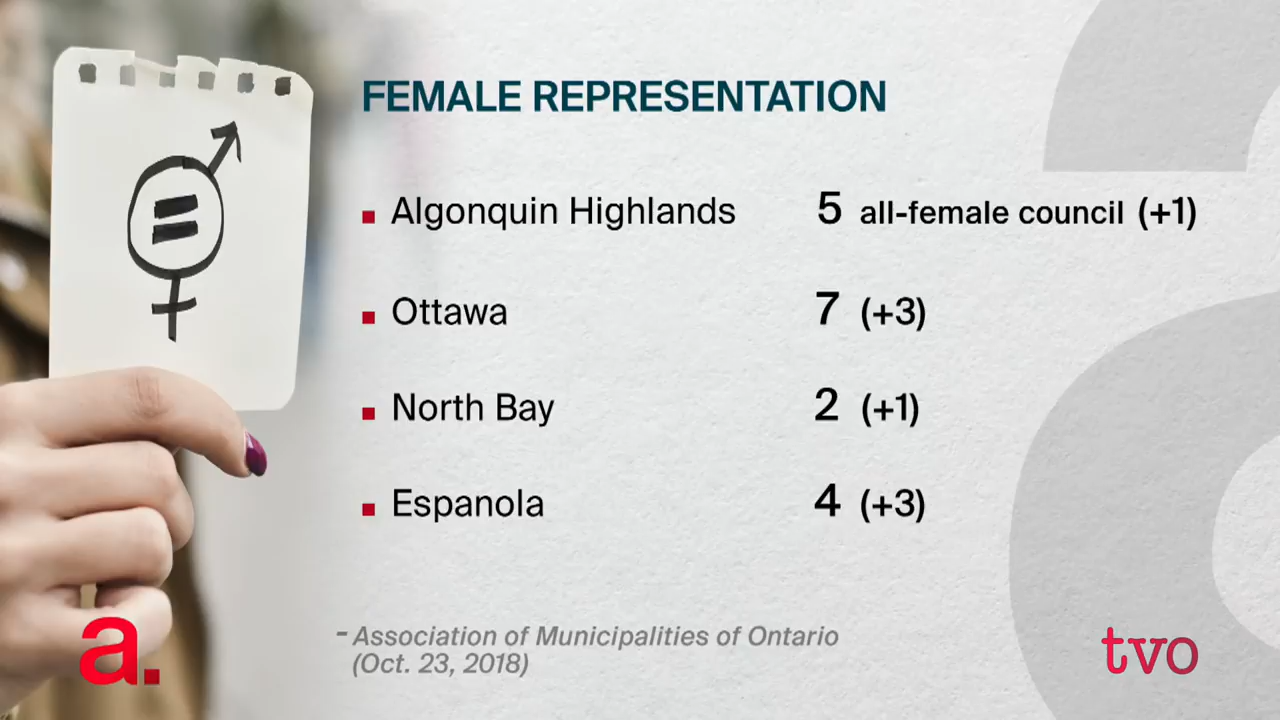 FEMALE REPRESENTATION
▪ Algonquin Highlands 5 all-female council (+1)
▪ Ottawa 7 (+3)
▪ North Bay 2 (+1)
▪ Espanola 4 (+3)
- Association of Municipalities of Ontario
(Oct. 23, 2018)
a.
tvo